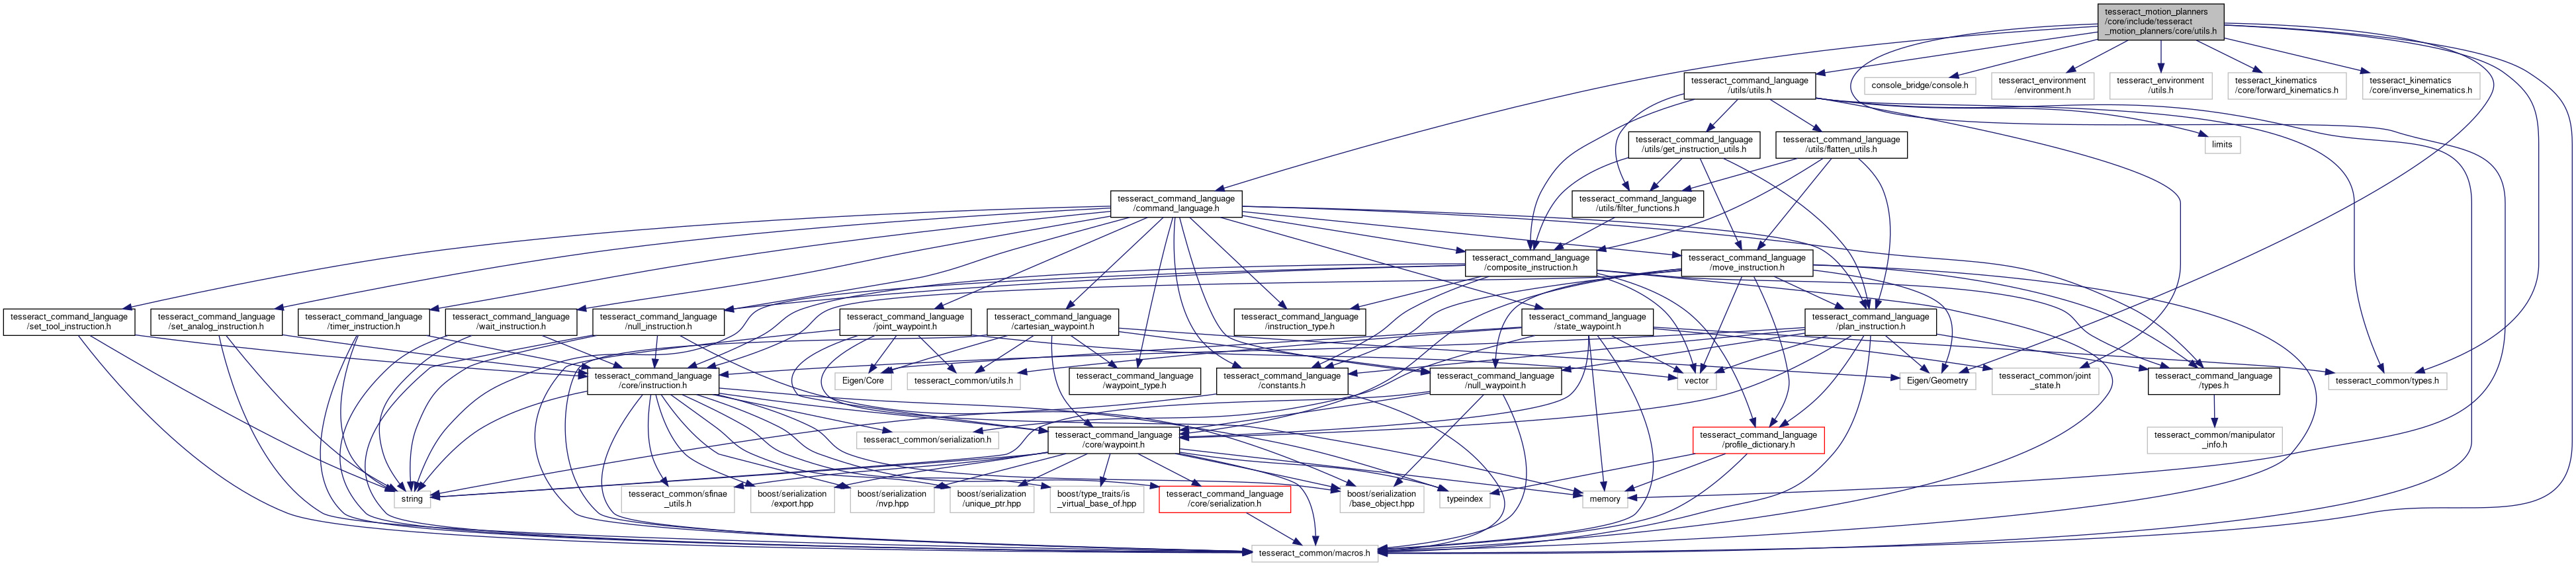 tesseract_motion_planners
/core/include/tesseract
_motion_planners/core/utils.h
tesseract_command_language
/utils/utils.h
console_bridge/console.h
tesseract_environment
/environment.h
tesseract_environment
/utils.h
tesseract_kinematics
/core/forward_kinematics.h
tesseract_kinematics
/core/inverse_kinematics.h
tesseract_command_language
/utils/get_instruction_utils.h
tesseract_command_language
/utils/flatten_utils.h
limits
tesseract_command_language
/command_language.h
tesseract_command_language
/utils/filter_functions.h
tesseract_command_language
/composite_instruction.h
tesseract_command_language
/move_instruction.h
tesseract_command_language
/set_tool_instruction.h
tesseract_command_language
/set_analog_instruction.h
tesseract_command_language
/timer_instruction.h
tesseract_command_language
/wait_instruction.h
tesseract_command_language
/null_instruction.h
tesseract_command_language
/joint_waypoint.h
tesseract_command_language
/cartesian_waypoint.h
tesseract_command_language
/instruction_type.h
tesseract_command_language
/state_waypoint.h
tesseract_command_language
/plan_instruction.h
tesseract_command_language
/core/instruction.h
Eigen/Core
tesseract_common/utils.h
tesseract_command_language
/waypoint_type.h
tesseract_command_language
/constants.h
tesseract_command_language
/null_waypoint.h
vector
Eigen/Geometry
tesseract_common/joint
_state.h
tesseract_command_language
/types.h
tesseract_common/types.h
tesseract_common/serialization.h
tesseract_command_language
/core/waypoint.h
tesseract_command_language
/profile_dictionary.h
tesseract_common/manipulator
_info.h
string
tesseract_common/sfinae
_utils.h
boost/serialization
/export.hpp
boost/serialization
/nvp.hpp
boost/serialization
/unique_ptr.hpp
boost/type_traits/is
_virtual_base_of.hpp
tesseract_command_language
/core/serialization.h
boost/serialization
/base_object.hpp
typeindex
memory
tesseract_common/macros.h